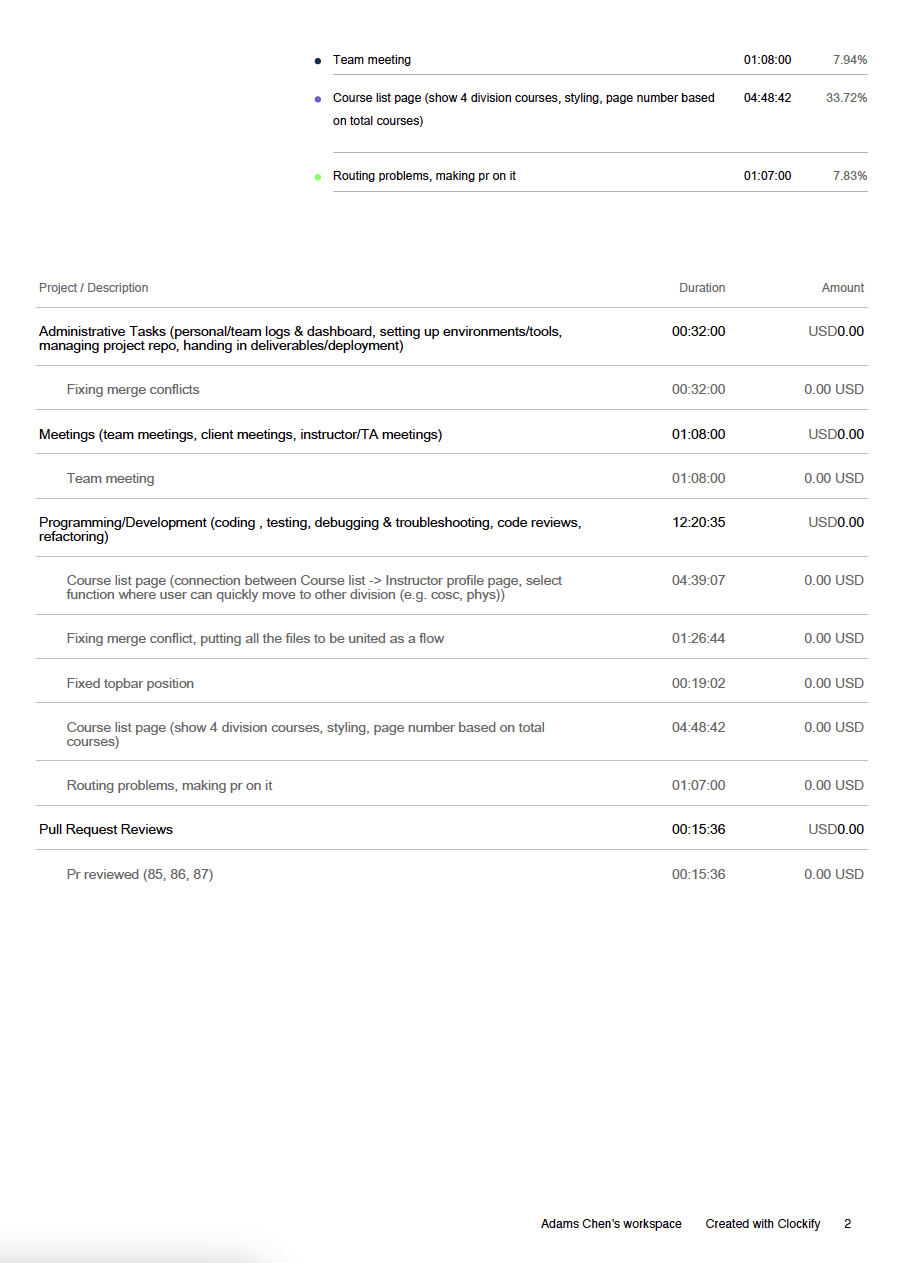 Team meeting 01:08:00 7.94%
Course list page (show 4 division courses, styling, page number based 04:48:42 33.72%
on total courses)
Routing problems, making pr on it 01:07:00 7.83%
Project / Description Duration Amount
Administrative Tasks (personal/team logs & dashboard, setting up environments/tools, 00:32:00 USD0.00
managing project repo, handing in deliverables/deployment)
Fixing merge conflicts 00:32:00 0.00 USD
Meetings (team meetings, client meetings, instructor/TA meetings) 01:08:00 USD0.00
Team meeting 01:08:00 0.00 USD
Programming/Development (coding , testing, debugging & troubleshooting, code reviews, 12:20:35 USD0.00
refactoring)
Course list page (connection between Course list -> Instructor profile page, select 04:39:07 0.00 USD
function where user can quickly move to other division (e.g. cosc, phys))
Fixing merge conflict, putting all the files to be united as a flow 01:26:44 0.00 USD
Fixed topbar position 00:19:02 0.00 USD
Course list page (show 4 division courses, styling, page number based on total 04:48:42 0.00 USD
courses)
Routing problems, making pr on it 01:07:00 0.00 USD
Pull Request Reviews 00:15:36 USD0.00
Pr reviewed (85, 86, 87) 00:15:36 0.00 USD
Adams Chen's workspace Created with Clockify 2